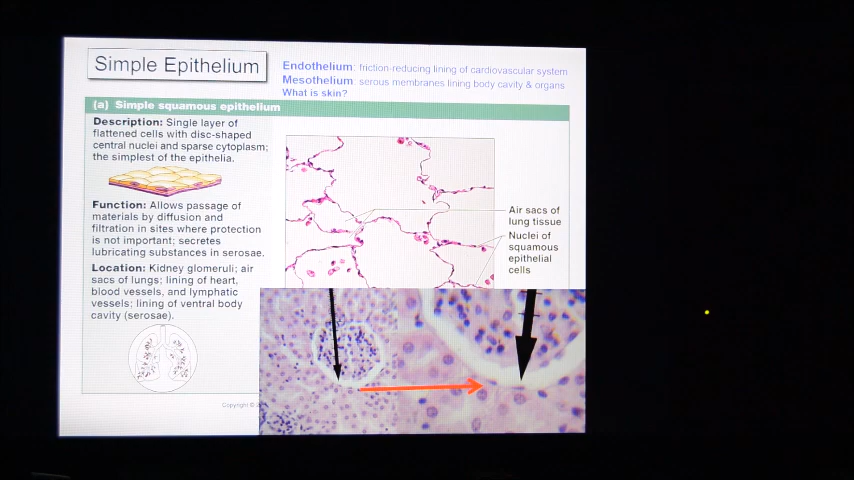 Simple Epithelium
Endothelium: friction-reducing lining of cardiovascular system
Mesothelium: serous membranes lining body cavity & organs
What is skin?
(a) Simple squamous epithelium
Description: Single layer of
flattened cells with disc-shaped
central nuclei and sparse cytoplasm;
the simplest of the epithelia.
Function: Allows passage of
materials by diffusion and
filtration in sites where protection
is not important; secretes
lubricating substances in serosae.
Location: Kidney glomeruli; air
sacs of lungs; lining of heart,
blood vessels, and lymphatic
vessels; lining of ventral body
cavity (serosae).
Air sacs of
lung tissue
Nuclei of
squamous
epithelial
cells
Copyright ©